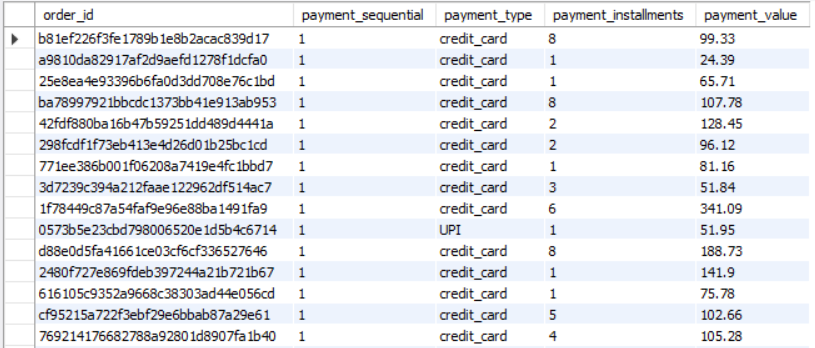 order_id payment_sequential payment_type payment_installments payment_value
b81ef226f3fe1789b1e8b2acac839d17 1 credit_card 8 99.33
a9810da82917af2d9aefd1278f1dcfa0 1 credit_card 1 24.39
25e8ea4e93396b6fa0d3dd708e76c1bd 1 credit_card 1 65.71
ba78997921bbcdc1373bb41e913ab953 1 credit_card 8 107.78
42fdf880ba16b47b59251dd489d4441a 1 credit_card 2 128.45
298fcdf1f73eb413e4d26d01b25bc1cd 1 credit_card 2 96.12
771ee386b001f06208a7419e4fc1bbd7 1 credit_card 1 81.16
3d7239c394a212faae122962df514ac7 1 credit_card 3 51.84
1f78449c87a54faf9e96e88ba1491fa9 1 credit_card 6 341.09
0573b5e23cbd798006520e1d5b4c6714 1 UPI 1 51.95
d88e0d5fa41661ce03cf6cf336527646 1 credit_card 8 188.73
2480f727e869fdeb397244a21b721b67 1 credit_card 1 141.9
616105c9352a9668c38303ad44e056cd 1 credit_card 1 75.78
cf95215a722f3ebf29e6bbab87a29e61 1 credit_card 5 102.66
769214176682788a92801d8907fa1b40 1 credit_card 4 105.28